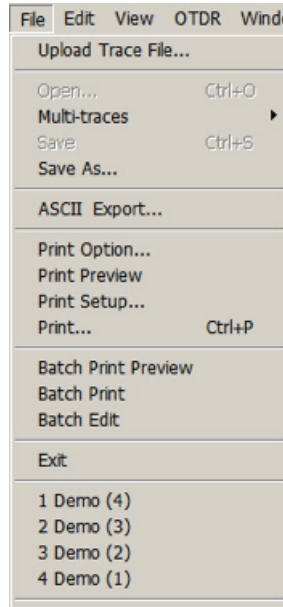 File Edit View OTDR Wind
Upload Trace File...
Open... Ctrl+O
Multi-traces
Save Ctrl+S
Save As...
ASCII Export...
Print Option...
Print Preview
Print Setup...
Print... Ctrl+P
Batch Print Preview
Batch Print
Batch Edit
Exit
1 Demo (4)
2 Demo (3)
3 Demo (2)
4 Demo (1)